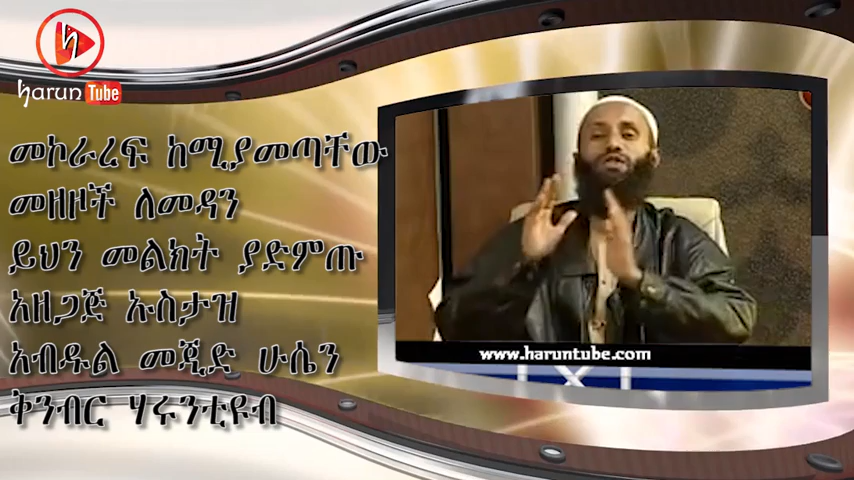 harun Tube
መኮራረፍ ከሚያመጣቸው
መዘዞች ለመዳን
ይህን መልክት ያድምጡ
አዘጋጅ ኡስታዝ
አብዱል መጂድ ሁሴን
ቅንብር ሃሩንቲዩብ
www.haruntube.com